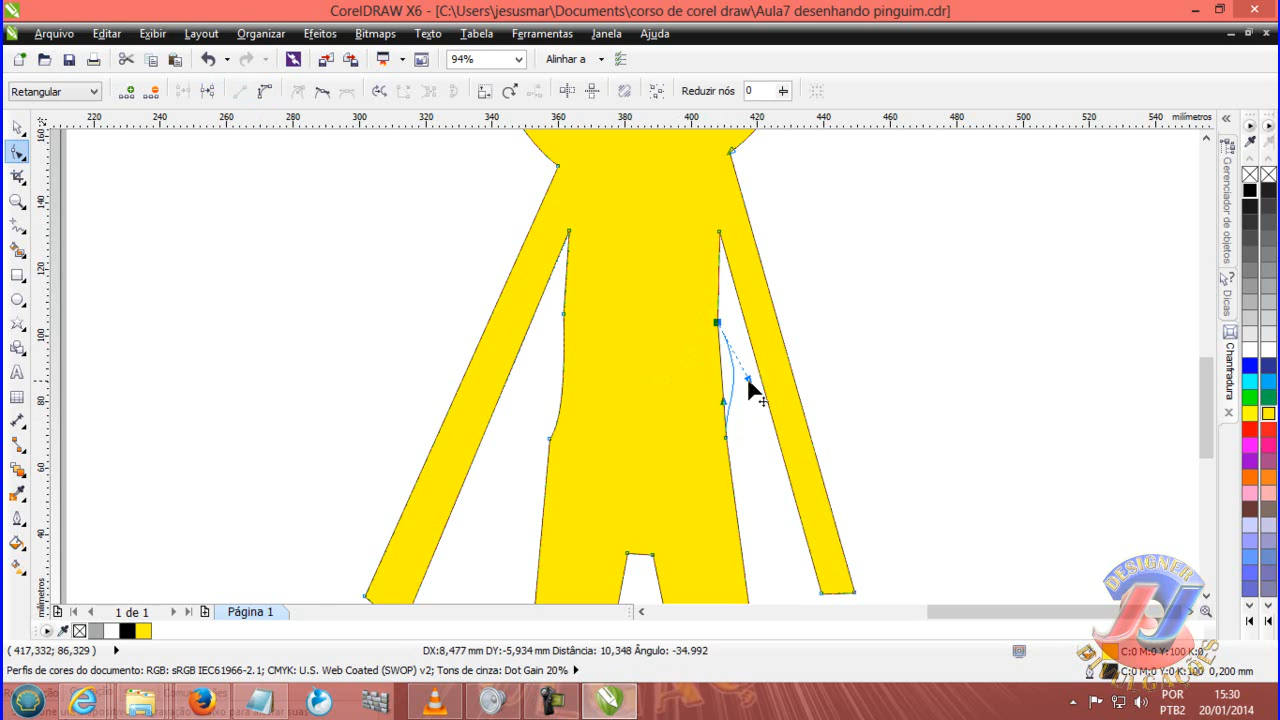 CorelDRAW X6 - [C:\Users\jesusmar\Documents\corso de corel draw\Aula7 desenhando pinguim.cdr]
Arquivo Editar Exibir Layout Organizar Efeitos Bitmaps Texto Tabela Ferramentas Janela Ajuda
94% Alinhar a
Retangular Reduzir nós 0
220 240 260 280 300 320 340 360 380 400 420 440 460 480 500 520 540 milímetros
160
140
120
100
80
60
40
milímetros
Gerenciador de objetos
Dicas
Chanfradura
1 de 1 Página 1
DESIGNER
JJ
( 417,332; 86,329 ) DX:8,477 mm DY:-5,934 mm Distância: 10,348 Ângulo: -34.992 C:0 M:0 Y:100 K:0
Perfis de cores do documento: RGB: sRGB IEC61966-2.1; CMYK: U.S. Web Coated (SWOP) v2; Tons de cinza: Dot Gain 20% C:0 M:0 Y:0 K:100 0,200 mm
POR 15:30
PTB2 20/01/2014